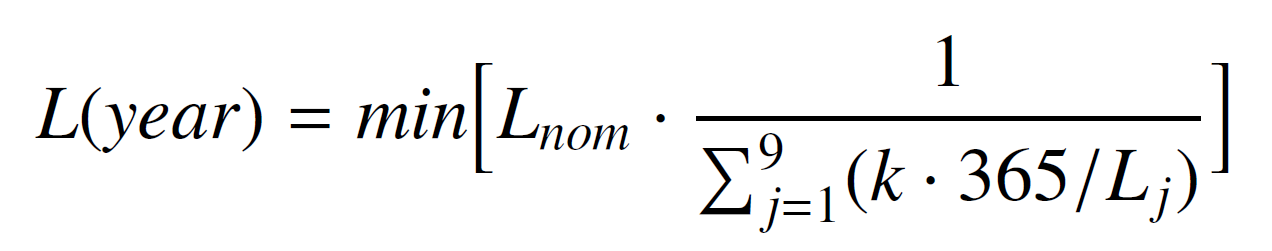 L(year) = min[L_nom · 1 / ∑_{j=1}^{9}(k · 365/L_j)]